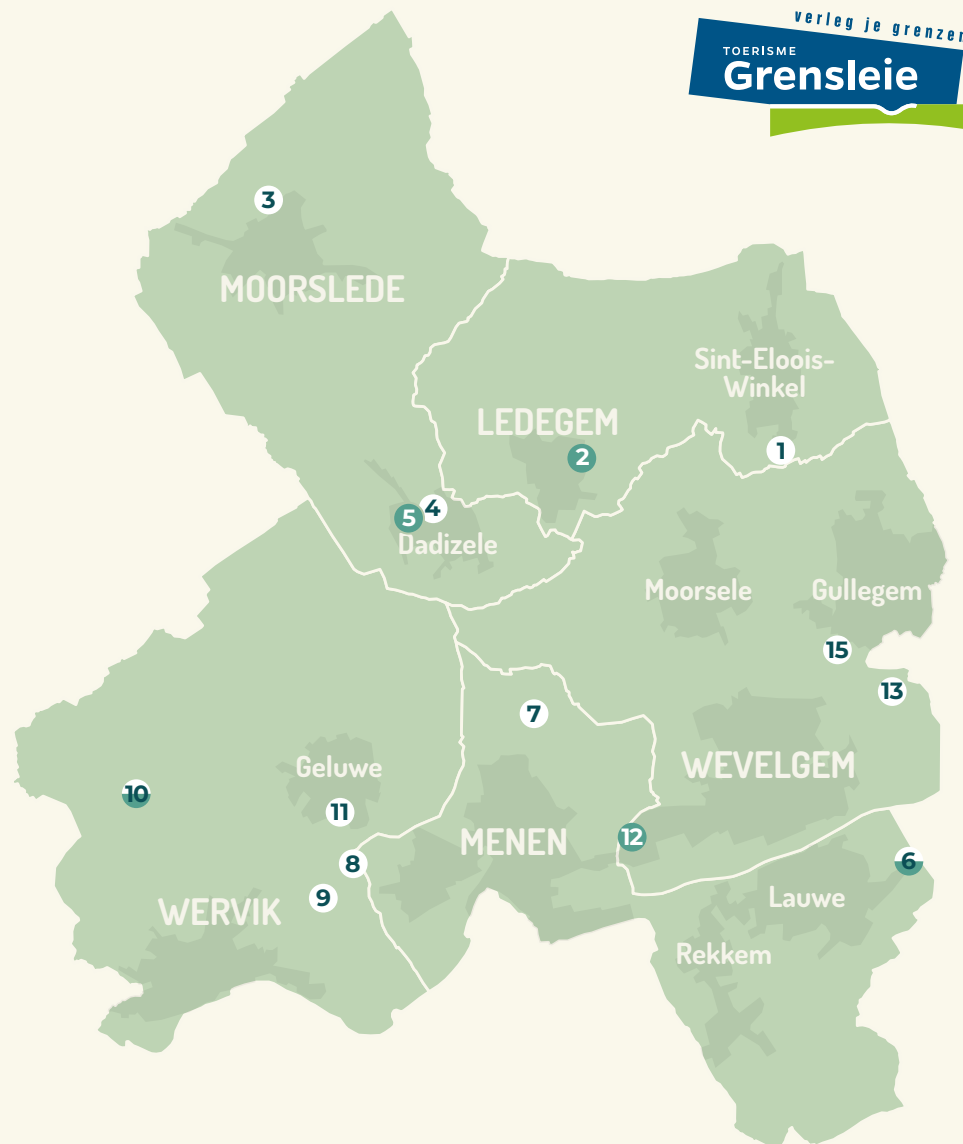 verleg je grenzen
TOERISME
Grensleie
3
MOORSLEDE
Sint-Eloois-
Winkel
LEDEGEM
1
2
4
5
Dadizele
Moorsele
Gullegem
15
13
7
WEVELGEM
Geluwe
10
11
12
MENEN
8
6
9
Lauwe
WERVIK
Rekkem